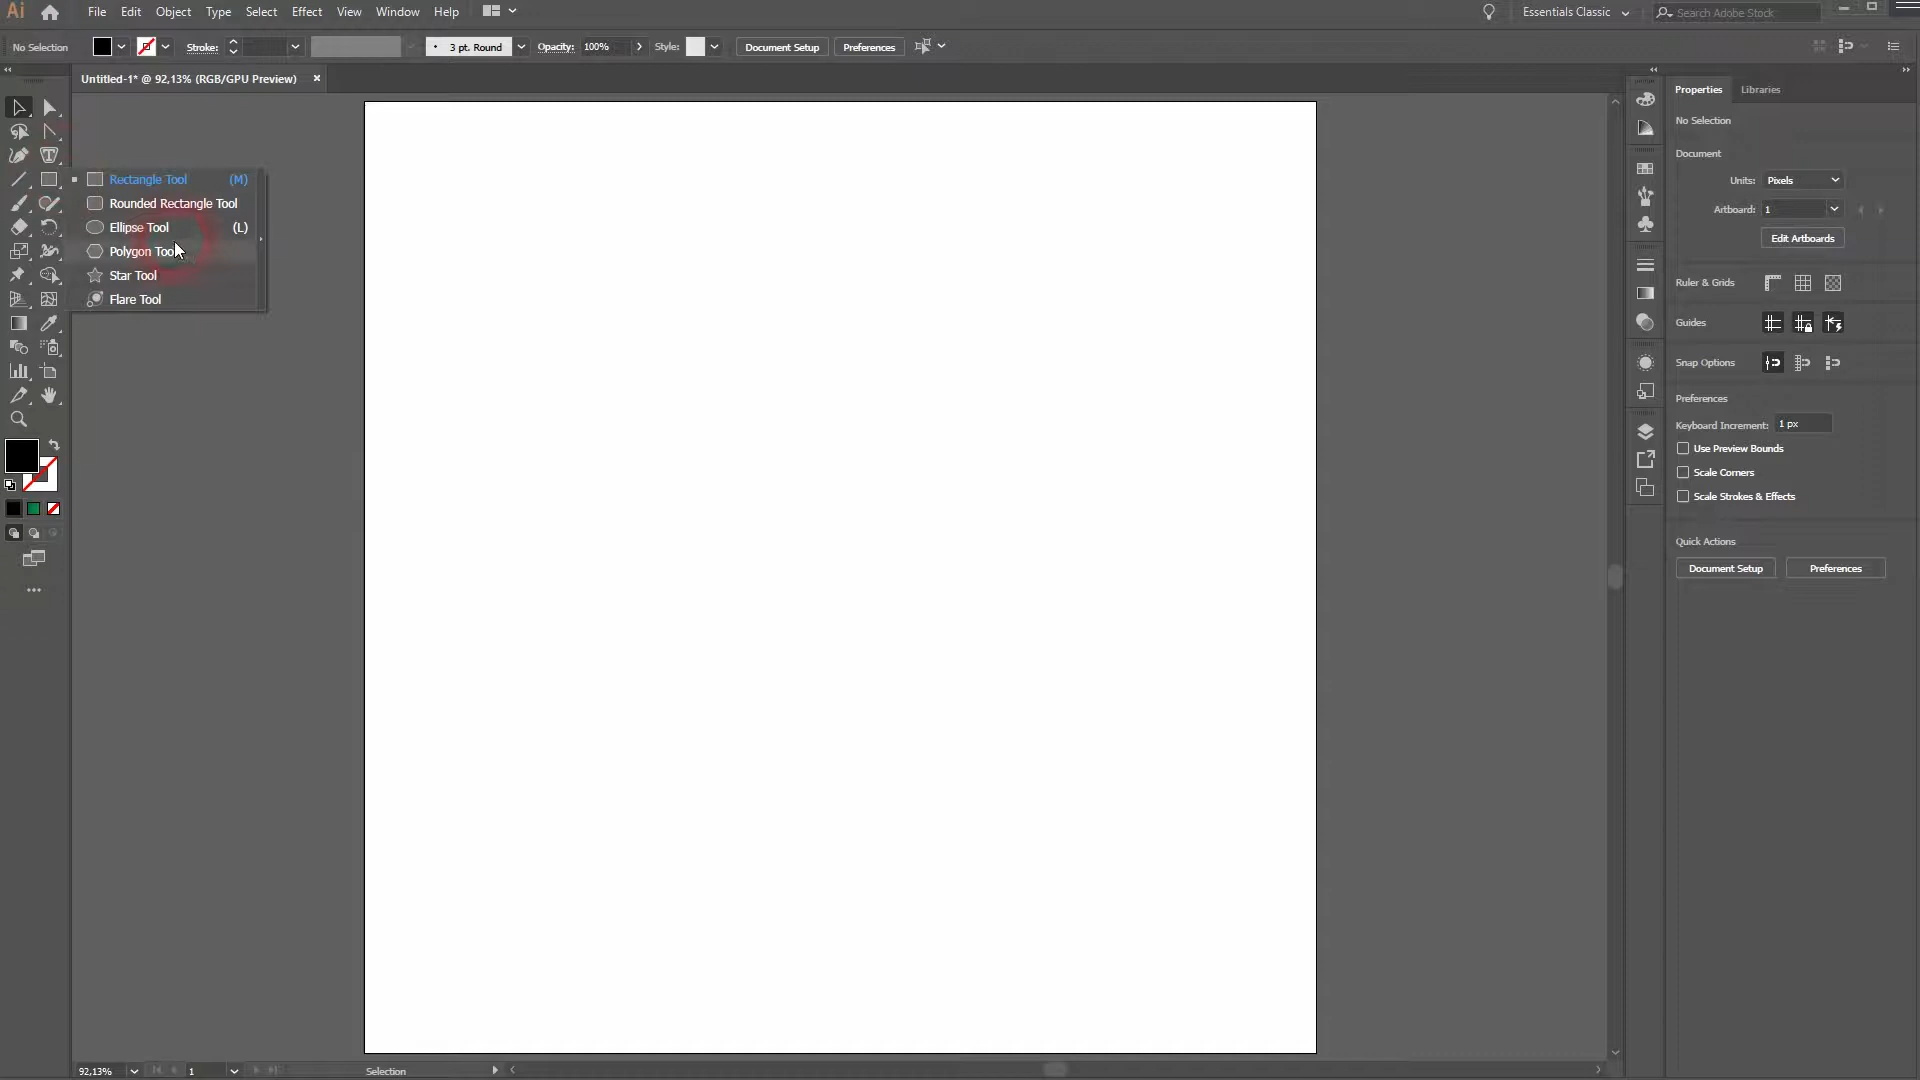 Ai File Edit Object Type Select Effect View Window Help Essentials Classic Search Adobe Stock
No Selection Stroke: 3 pt. Round Opacity: 100% Style: Document Setup Preferences
Untitled-1* @ 92,13% (RGB/GPU Preview)
Properties Libraries
No Selection
Document
Units: Pixels
Artboard: 1
Edit Artboards
Ruler & Grids
Guides
Snap Options
Preferences
Keyboard Increment: 1 px
Use Preview Bounds
Scale Corners
Scale Strokes & Effects
Quick Actions
Document Setup Preferences
Rectangle Tool (M)
Rounded Rectangle Tool
Ellipse Tool (L)
Polygon Tool
Star Tool
Flare Tool
92,13% 1 Selection